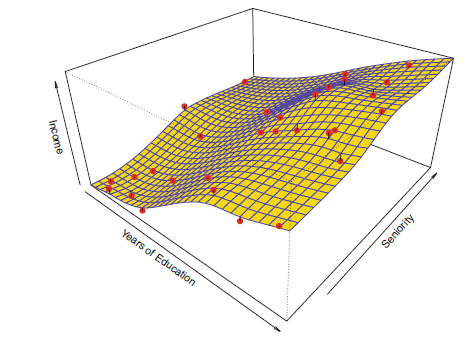 Income
Years of Education
Seniority